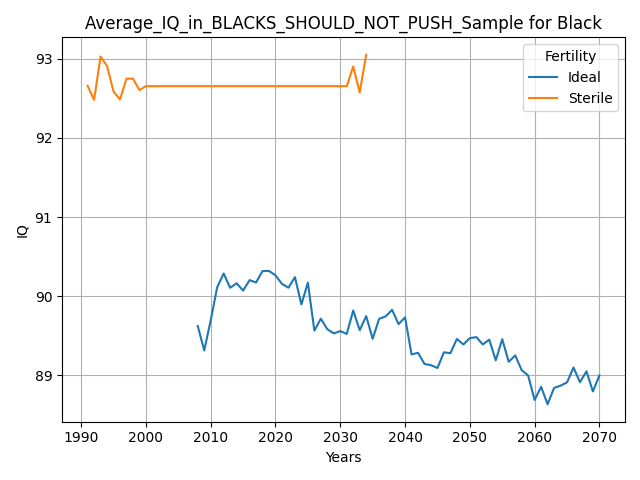 Average_IQ_in_BLACKS_SHOULD_NOT_PUSH_Sample for Black
Fertility
Ideal
Sterile
IQ
93
92
91
90
89
1990 2000 2010 2020 2030 2040 2050 2060 2070
Years